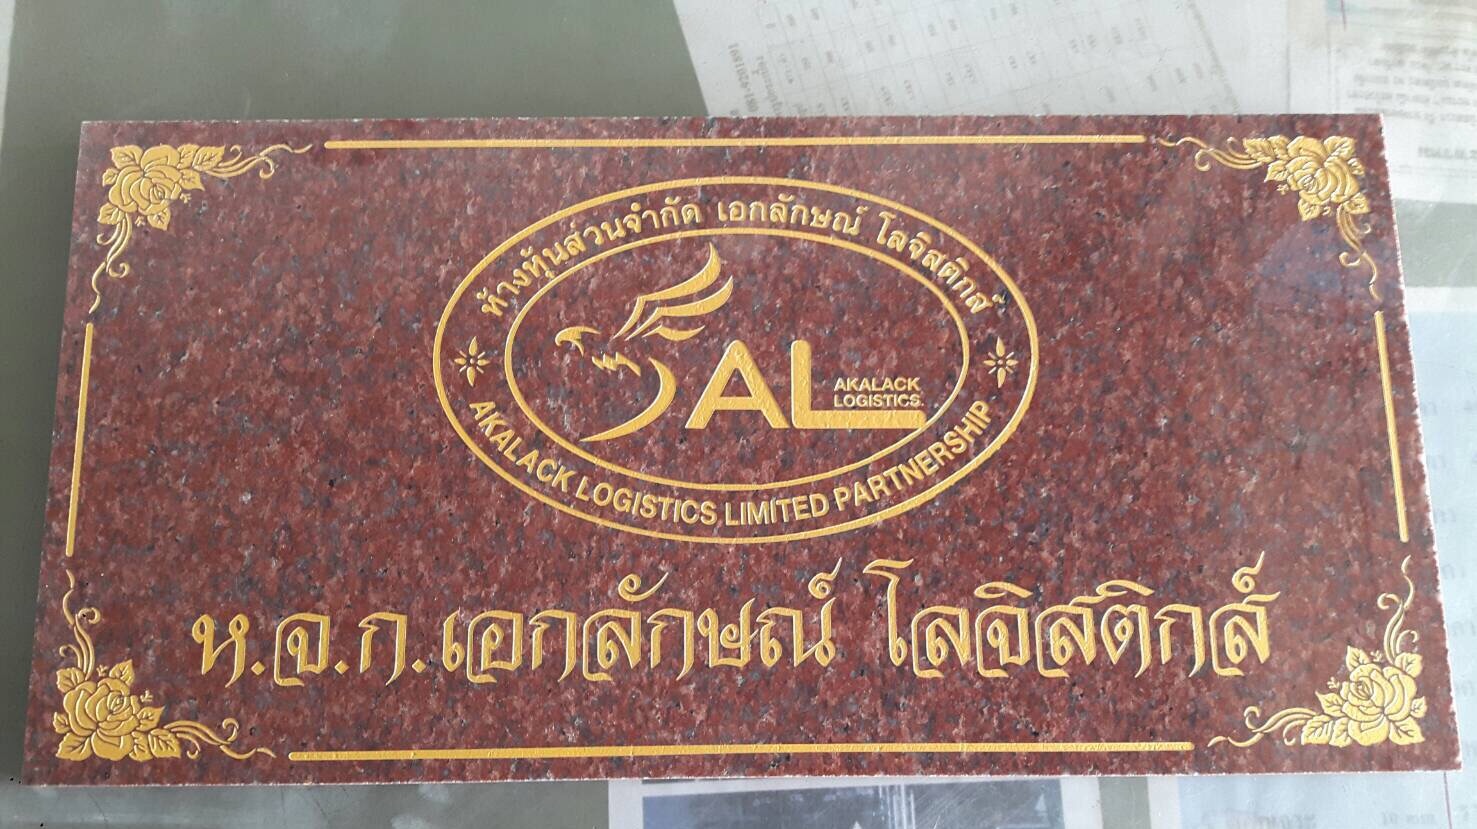 ห้างหุ้นส่วนจำกัด เอกลักษณ์ โลจิสติกส์
AL
AKALACK
LOGISTICS.
AKALACK LOGISTICS LIMITED PARTNERSHIP
ห.จ.ก.เอกลักษณ์ โลจิสติกส์